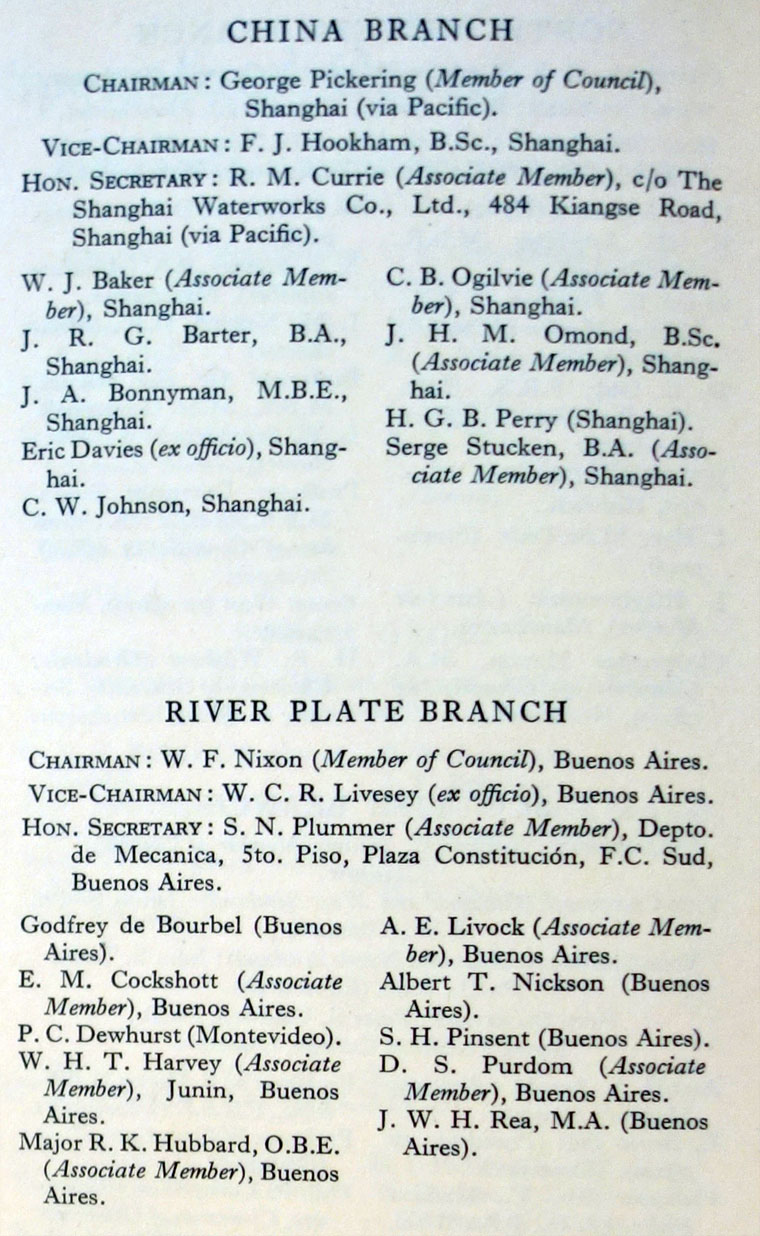 CHINA BRANCH
CHAIRMAN: George Pickering (Member of Council),
Shanghai (via Pacific).
VICE-CHAIRMAN: F. J. Hookham, B.Sc., Shanghai.
HON. SECRETARY: R. M. Currie (Associate Member), c/o The
Shanghai Waterworks Co., Ltd., 484 Kiangse Road,
Shanghai (via Pacific).
W. J. Baker (Associate Mem-
ber), Shanghai.
J. R. G. Barter, B.A.,
Shanghai.
J. A. Bonnyman, M.B.E.,
Shanghai.
Eric Davies (ex officio), Shang-
hai.
C. W. Johnson, Shanghai.
C. B. Ogilvie (Associate Mem-
ber), Shanghai.
J. H. M. Omond, B.Sc.
(Associate Member), Shang-
hai.
H. G. B. Perry (Shanghai).
Serge Stucken, B.A. (Asso-
ciate Member), Shanghai.
RIVER PLATE BRANCH
CHAIRMAN: W. F. Nixon (Member of Council), Buenos Aires.
VICE-CHAIRMAN: W. C. R. Livesey (ex officio), Buenos Aires.
HON. SECRETARY: S. N. Plummer (Associate Member), Depto.
de Mecanica, 5to. Piso, Plaza Constitución, F.C. Sud,
Buenos Aires.
Godfrey de Bourbel (Buenos
Aires).
E. M. Cockshott (Associate
Member), Buenos Aires.
P. C. Dewhurst (Montevideo).
W. H. T. Harvey (Associate
Member), Junin, Buenos
Aires.
Major R. K. Hubbard, O.B.E.
(Associate Member), Buenos
Aires.
A. E. Livock (Associate Mem-
ber), Buenos Aires.
Albert T. Nickson (Buenos
Aires).
S. H. Pinsent (Buenos Aires).
D. S. Purdom (Associate
Member), Buenos Aires.
J. W. H. Rea, M.A. (Buenos
Aires).